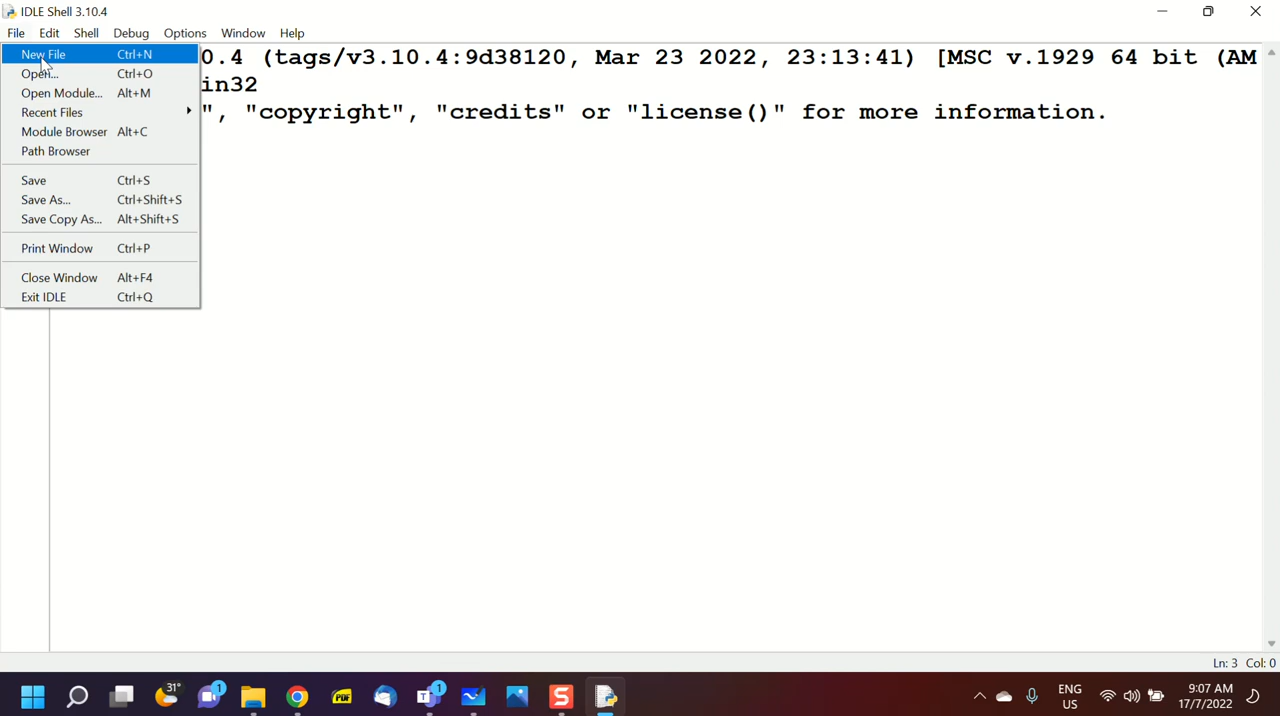 IDLE Shell 3.10.4
File Edit Shell Debug Options Window Help
New File Ctrl+N
Open... Ctrl+O
Open Module... Alt+M
Recent Files
Module Browser Alt+C
Path Browser
Save Ctrl+S
Save As... Ctrl+Shift+S
Save Copy As... Alt+Shift+S
Print Window Ctrl+P
Close Window Alt+F4
Exit IDLE Ctrl+Q
0.4 (tags/v3.10.4:9d38120, Mar 23 2022, 23:13:41) [MSC v.1929 64 bit (AM
in32
", "copyright", "credits" or "license()" for more information.
Ln: 3 Col: 0
31°
1
PDF
T 1
S
ENG
US
9:07 AM
17/7/2022